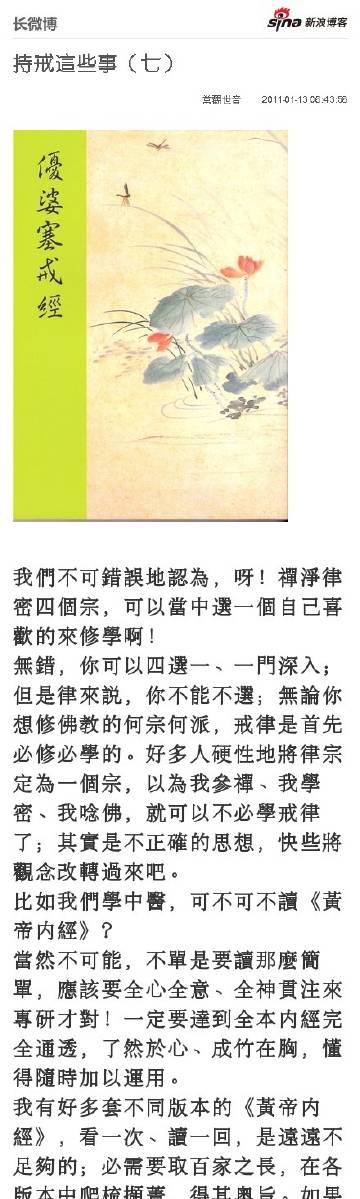 长微博
sina 新浪博客
持戒這些事（七）
常觀世音 2011-01-13 06:43:56
優婆塞戒經
我們不可錯誤地認為，呀！禪淨律
密四個宗，可以當中選一個自己喜
歡的來修學啊！
無錯，你可以四選一、一門深入；
但是律來説，你不能不選；無論你
想修佛教的何宗何派，戒律是首先
必修必學的。好多人硬性地將律宗
定為一個宗，以為我參禪、我學
密、我唸佛，就可以不必學戒律
了；其實是不正確的思想，快些將
觀念改轉過來吧。
比如我們學中醫，可不可不讀《黃
帝内經》？
當然不可能，不單是要讀那麼簡
單，應該要全心全意、全神貫注來
專研才對！一定要達到全本内經完
全通透，了然於心、成竹在胸，懂
得隨時加以運用。
我有好多套不同版本的《黃帝内
經》，看一次、讀一回，是遠遠不
足夠的；必需要取百家之長，在各
版本中爬梳擷薈，得其奧旨。如果